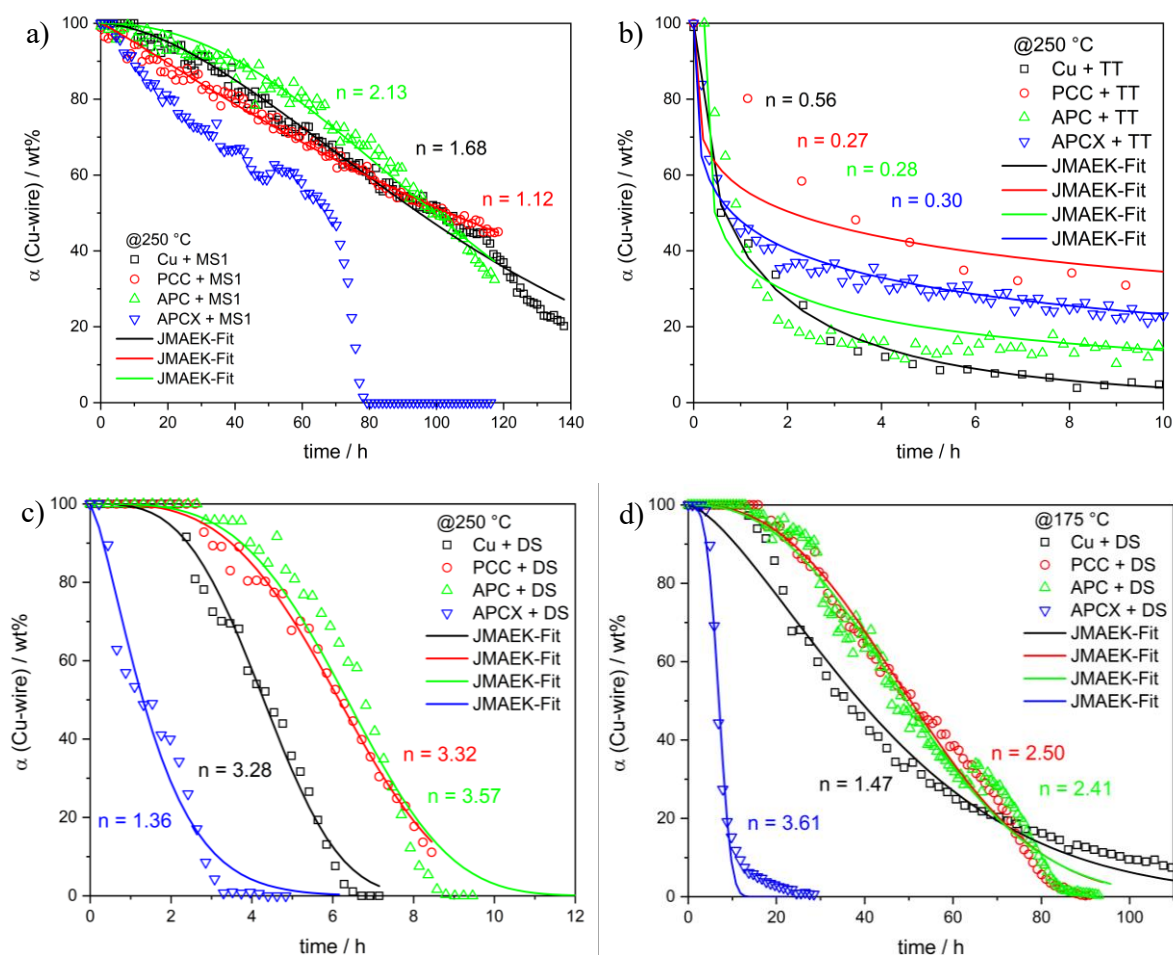 a)
α (Cu-wire) / wt%
100
80
60
40
20
0
n = 2.13
n = 1.68
n = 1.12
@250 °C
Cu + MS1
PCC + MS1
APC + MS1
APCX + MS1
JMAEK-Fit
JMAEK-Fit
JMAEK-Fit
0 20 40 60 80 100 120 140
time / h
b)
α (Cu-wire) / wt%
100
80
60
40
20
0
@250 °C
Cu + TT
PCC + TT
APC + TT
APCX + TT
JMAEK-Fit
JMAEK-Fit
JMAEK-Fit
JMAEK-Fit
n = 0.56
n = 0.27
n = 0.28
n = 0.30
0 2 4 6 8 10
time / h
c)
α (Cu-wire) / wt%
100
80
60
40
20
0
@250 °C
Cu + DS
PCC + DS
APC + DS
APCX + DS
JMAEK-Fit
JMAEK-Fit
JMAEK-Fit
JMAEK-Fit
n = 3.28
n = 3.32
n = 3.57
n = 1.36
0 2 4 6 8 10 12
time / h
d)
α (Cu-wire) / wt%
100
80
60
40
20
0
@175 °C
Cu + DS
PCC + DS
APC + DS
APCX + DS
JMAEK-Fit
JMAEK-Fit
JMAEK-Fit
JMAEK-Fit
n = 2.50
n = 1.47
n = 2.41
n = 3.61
0 20 40 60 80 100
time / h